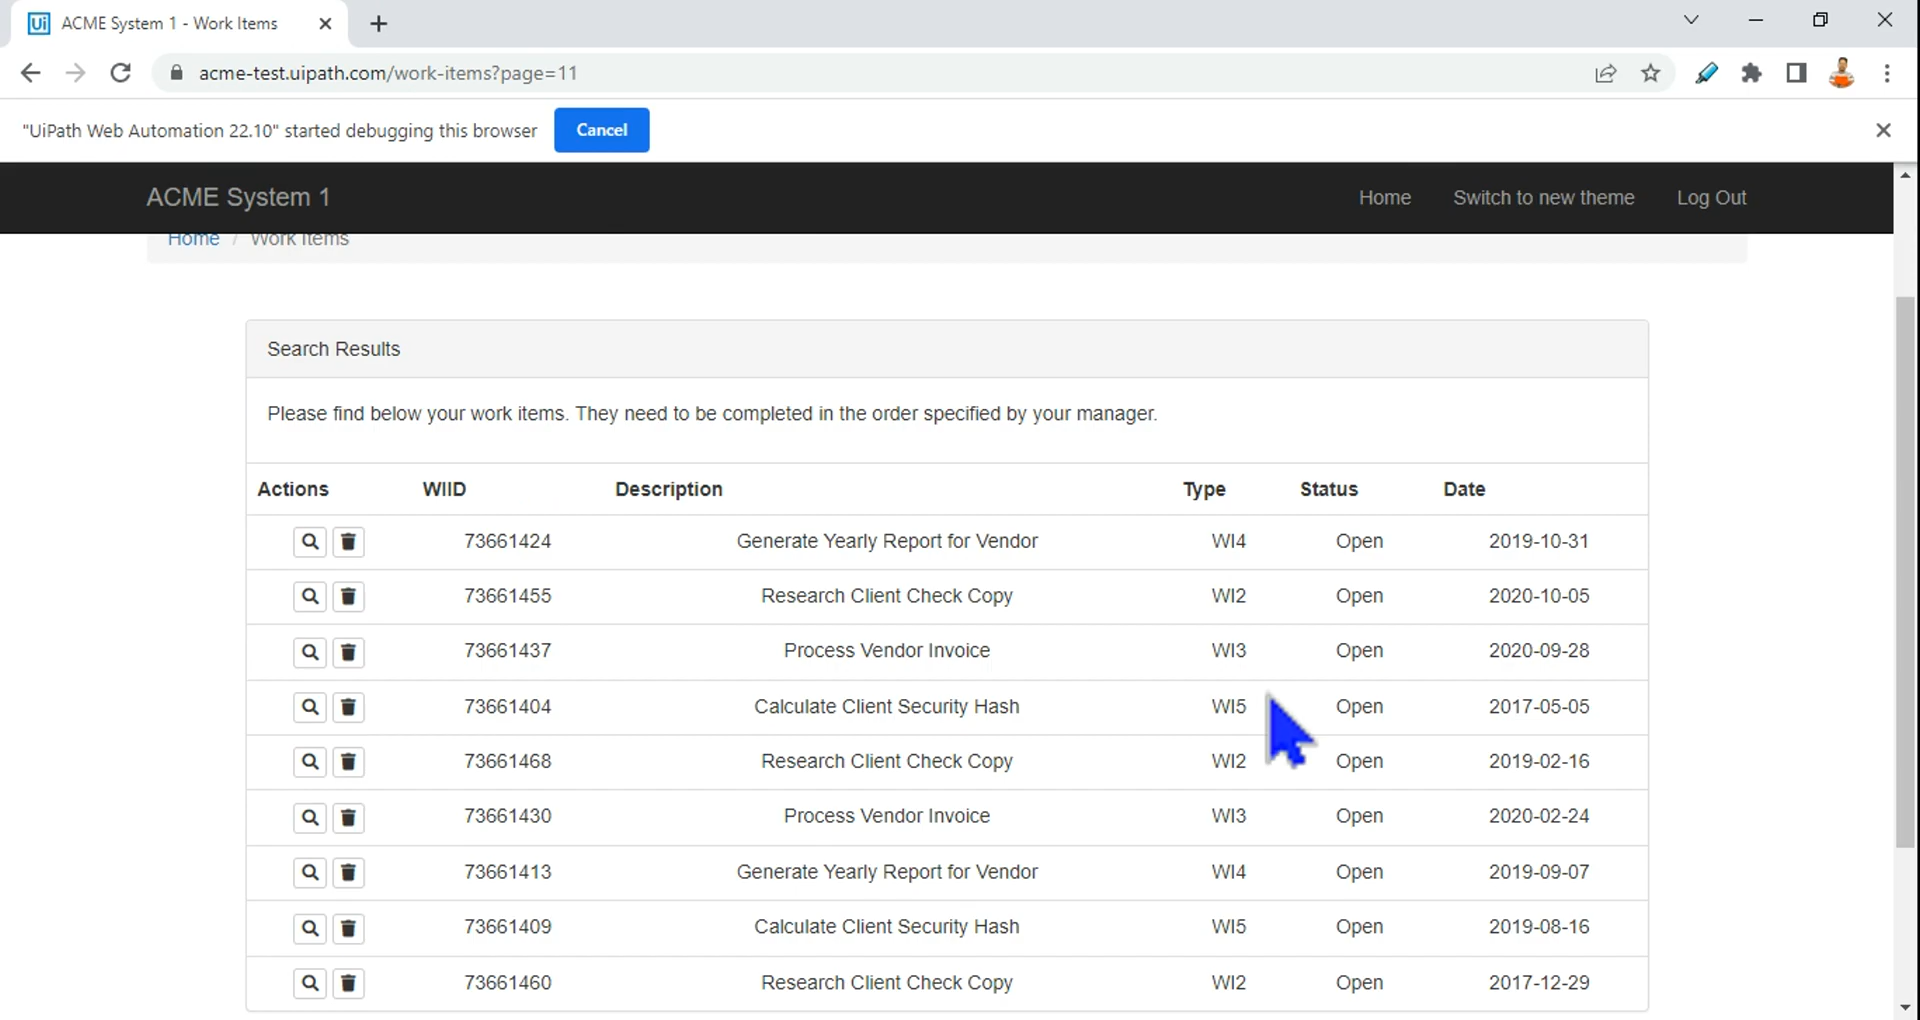 Ui ACME System 1 - Work Items
acme-test.uipath.com/work-items?page=11
"UiPath Web Automation 22.10" started debugging this browser Cancel
ACME System 1 Home Switch to new theme Log Out
Home / Work Items
Search Results
Please find below your work items. They need to be completed in the order specified by your manager.
Actions WIID Description Type Status Date
73661424 Generate Yearly Report for Vendor WI4 Open 2019-10-31
73661455 Research Client Check Copy WI2 Open 2020-10-05
73661437 Process Vendor Invoice WI3 Open 2020-09-28
73661404 Calculate Client Security Hash WI5 Open 2017-05-05
73661468 Research Client Check Copy WI2 Open 2019-02-16
73661430 Process Vendor Invoice WI3 Open 2020-02-24
73661413 Generate Yearly Report for Vendor WI4 Open 2019-09-07
73661409 Calculate Client Security Hash WI5 Open 2019-08-16
73661460 Research Client Check Copy WI2 Open 2017-12-29